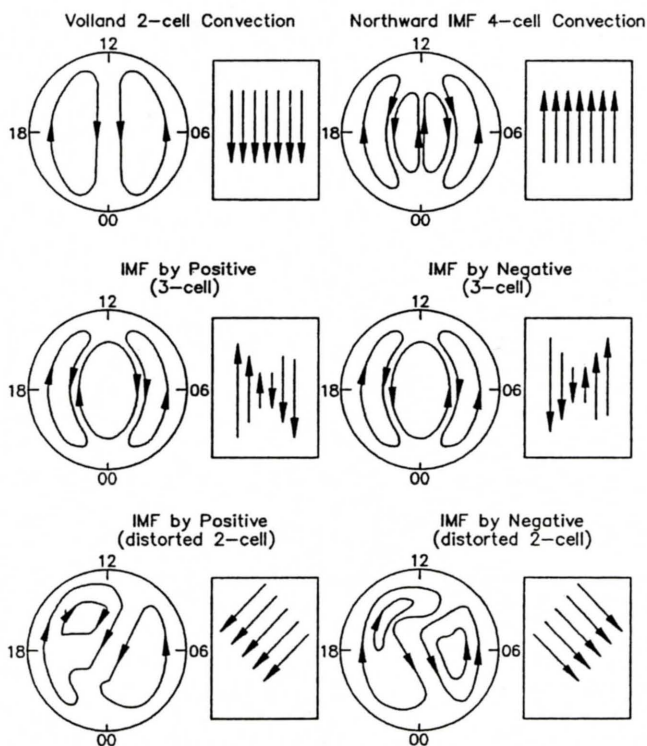 Volland 2-cell Convection
12
18
06
00
Northward IMF 4-cell Convection
12
18
06
00
IMF by Positive
(3-cell)
12
18
06
00
IMF by Negative
(3-cell)
12
18
06
00
IMF by Positive
(distorted 2-cell)
12
18
06
00
IMF by Negative
(distorted 2-cell)
12
18
06
00